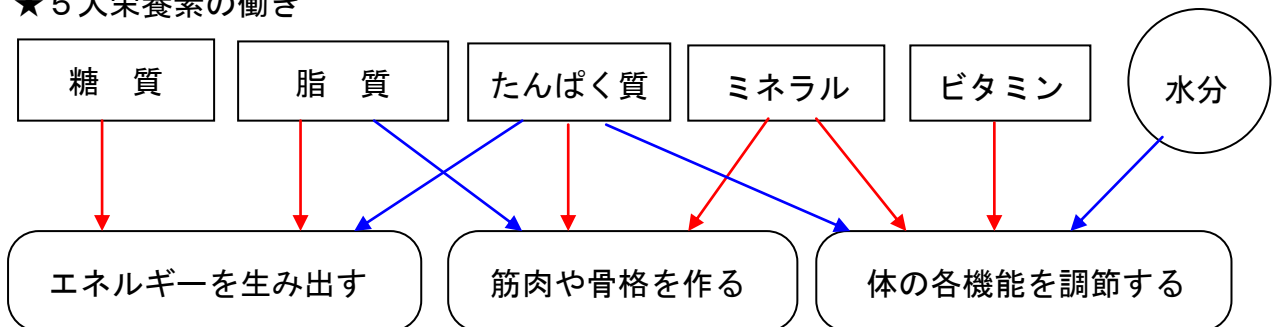 ★５大栄養素の働き
糖　質
脂　質
たんぱく質
ミネラル
ビタミン
水分
エネルギーを生み出す
筋肉や骨格を作る
体の各機能を調節する